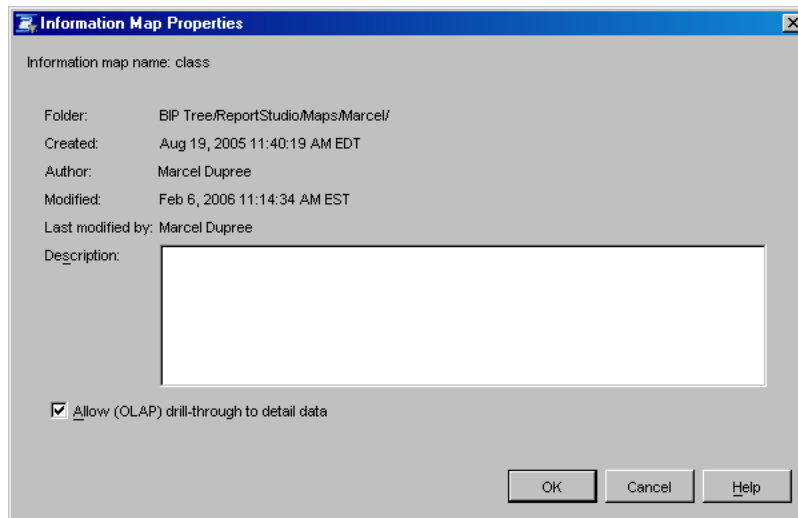 Information Map Properties
Information map name: class
Folder: BIP Tree/ReportStudio/Maps/Marcel/
Created: Aug 19, 2005 11:40:19 AM EDT
Author: Marcel Dupree
Modified: Feb 6, 2006 11:14:34 AM EST
Last modified by: Marcel Dupree
Description:
Allow (OLAP) drill-through to detail data
OK Cancel Help